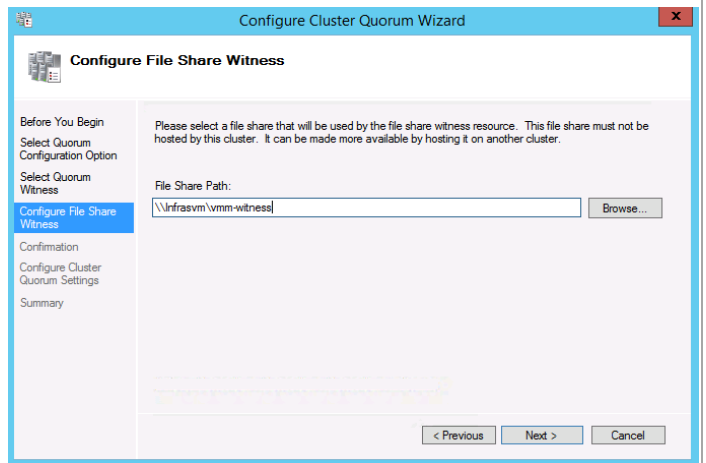 Configure Cluster Quorum Wizard
x
Configure File Share Witness
Before You Begin
Select Quorum
Configuration Option
Select Quorum
Witness
Configure File Share
Witness
Confirmation
Configure Cluster
Quorum Settings
Summary
Please select a file share that will be used by the file share witness resource. This file share must not be
hosted by this cluster. It can be made more available by hosting it on another cluster.
File Share Path:
\\Infrasvm\vmm-witness
Browse...
< Previous
Next >
Cancel